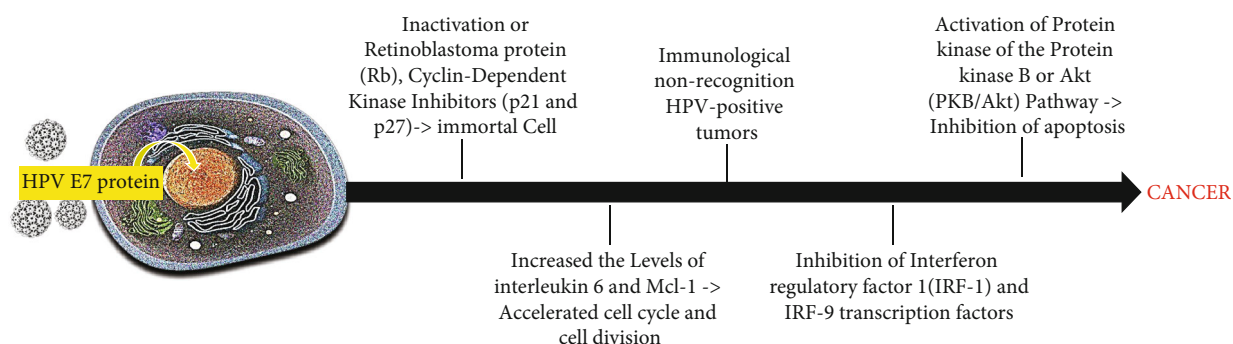 HPV E7 protein
Inactivation or
Retinoblastoma protein
(Rb), Cyclin-Dependent
Kinase Inhibitors (p21 and
p27)-> immortal Cell
Increased the Levels of
interleukin 6 and Mcl-1 ->
Accelerated cell cycle and
cell division
Immunological
non-recognition
HPV-positive
tumors
Inhibition of Interferon
regulatory factor 1(IRF-1) and
IRF-9 transcription factors
Activation of Protein
kinase of the Protein
kinase B or Akt
(PKB/Akt) Pathway ->
Inhibition of apoptosis
CANCER